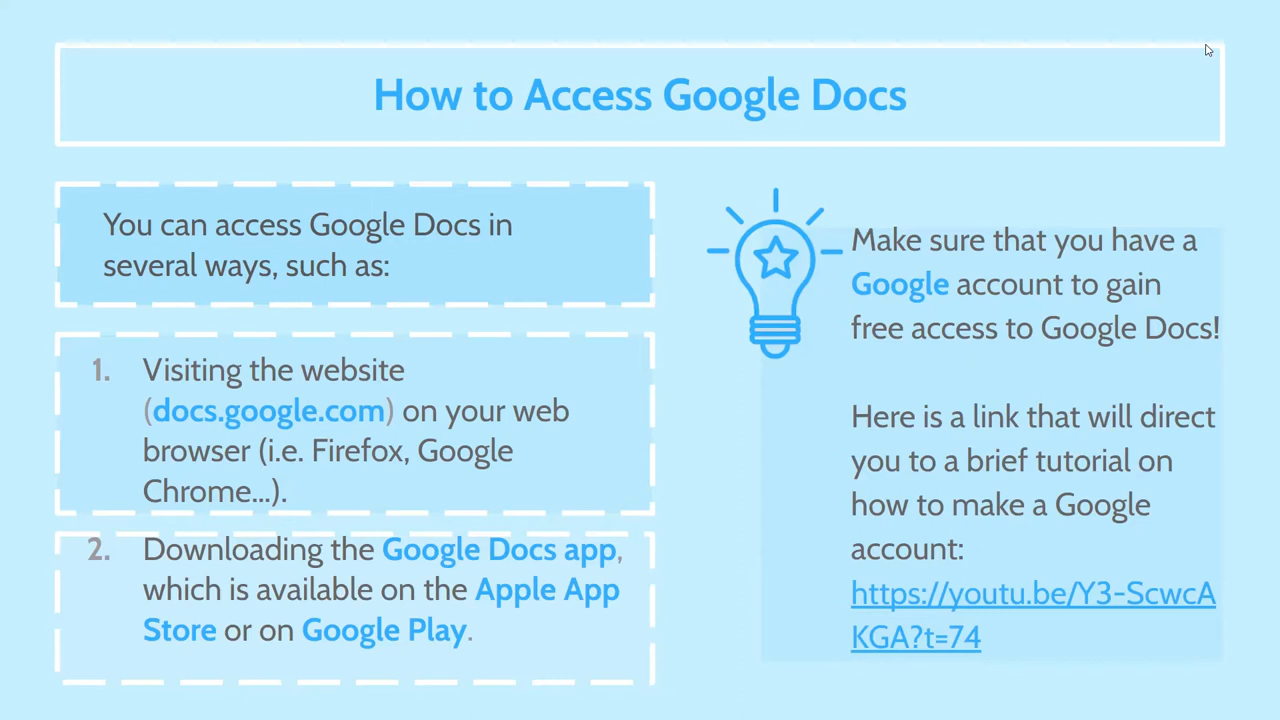 How to Access Google Docs
You can access Google Docs in
several ways, such as:
1. Visiting the website
(docs.google.com) on your web
browser (i.e. Firefox, Google
Chrome...).
2. Downloading the Google Docs app,
which is available on the Apple App
Store or on Google Play.
Make sure that you have a
Google account to gain
free access to Google Docs!
Here is a link that will direct
you to a brief tutorial on
how to make a Google
account:
https://youtu.be/Y3-ScwcA
KGA?t=74